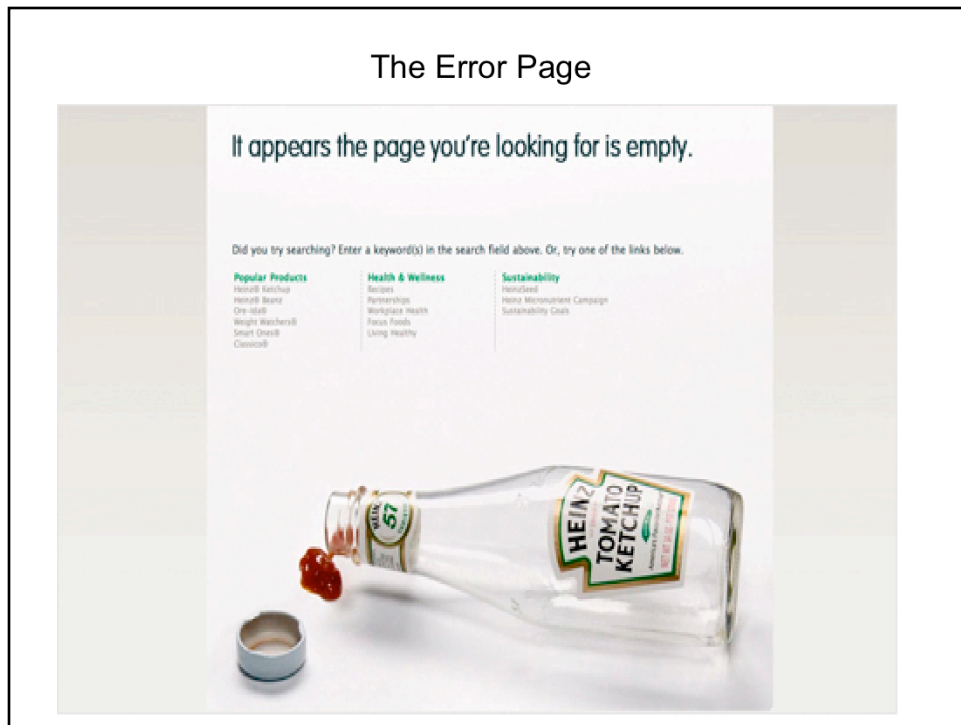 The Error Page
It appears the page you're looking for is empty.
Did you try searching? Enter a keyword(s) in the search field above. Or, try one of the links below.
Popular Products
Heinz® Ketchup
Heinz® Beanz
Ore-Ida®
Weight Watchers®
Smart Ones®
Classico®
Health & Wellness
Recipes
Partnerships
Workplace Health
Focus Foods
Living Healthy
Sustainability
HeinzSeed
Heinz Micronutrient Campaign
Sustainability Goals
HEINZ
57
HEINZ
TOMATO
KETCHUP